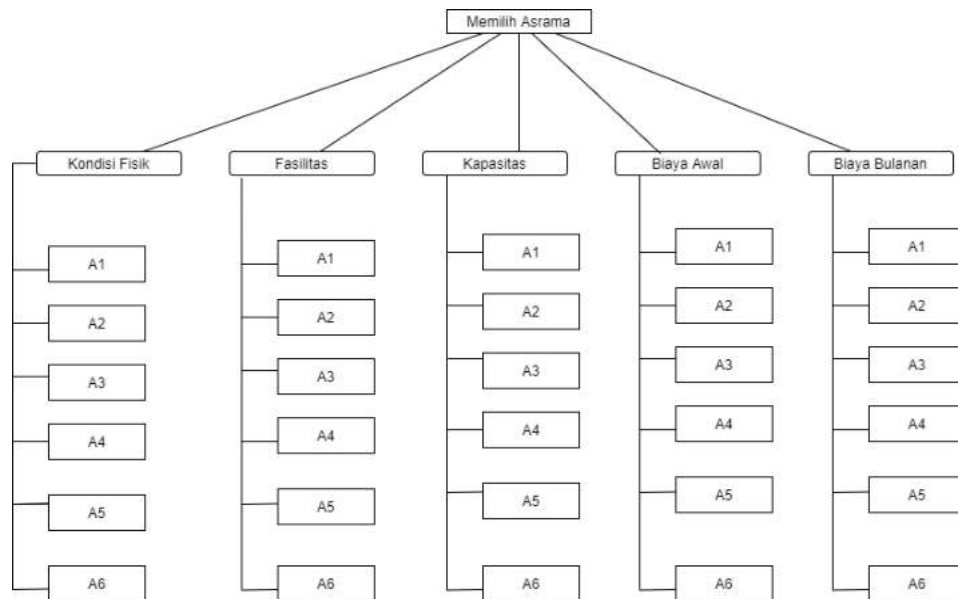 Memilih Asrama
Kondisi Fisik
Fasilitas
Kapasitas
Biaya Awal
Biaya Bulanan
A1
A2
A3
A4
A5
A6
A1
A2
A3
A4
A5
A6
A1
A2
A3
A4
A5
A6
A1
A2
A3
A4
A5
A6
A1
A2
A3
A4
A5
A6